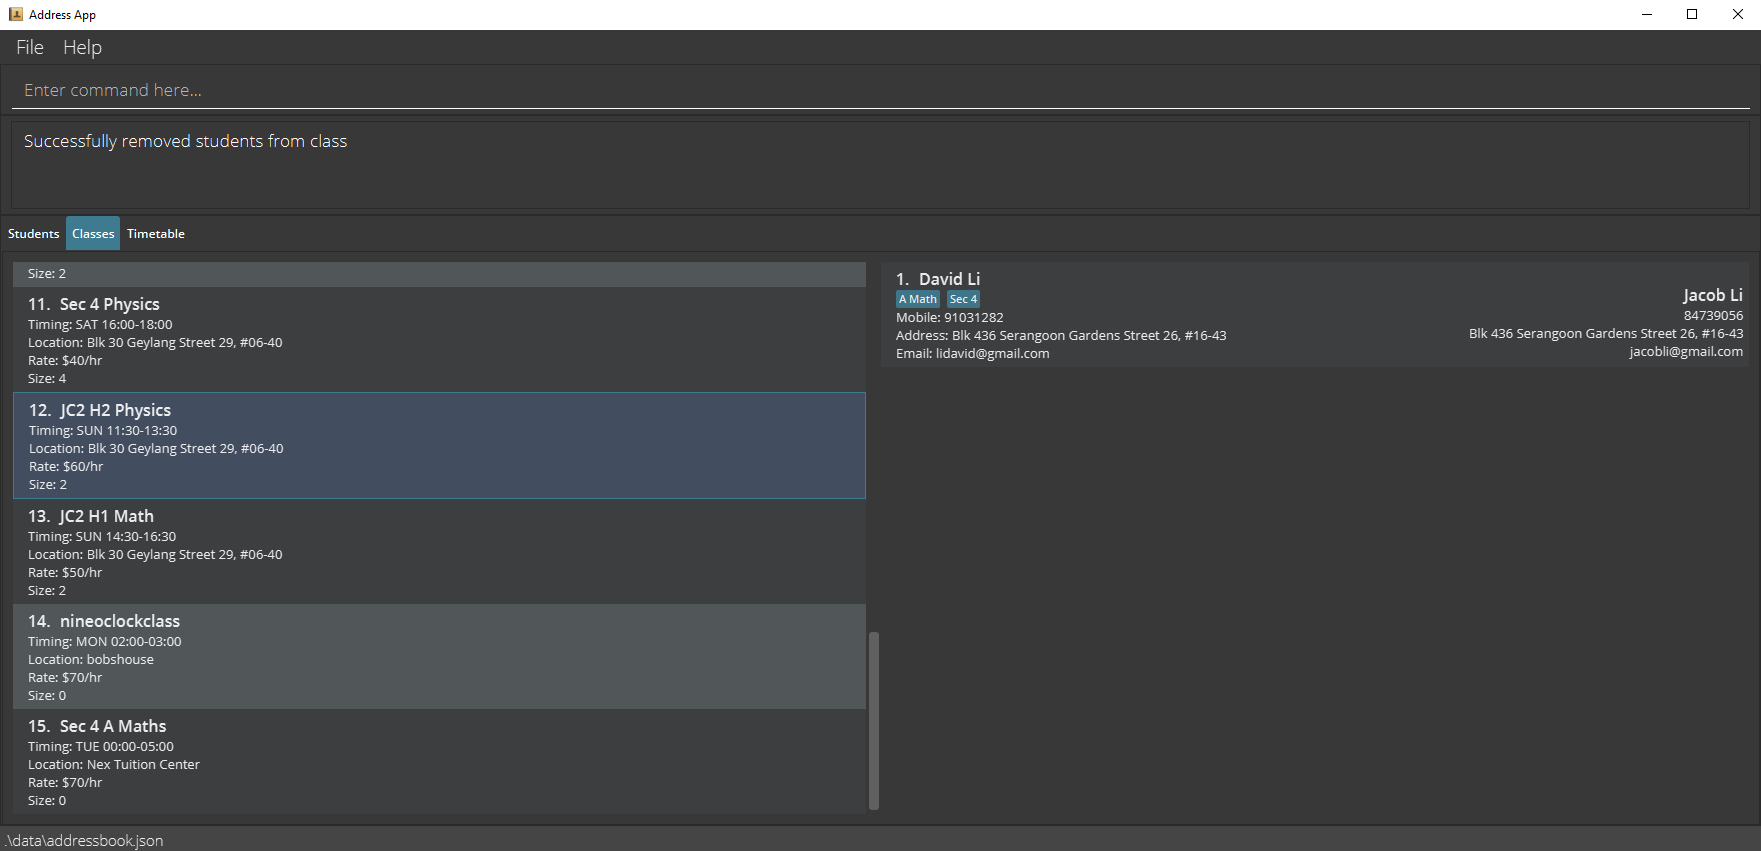 Address App
File Help
Enter command here...
Successfully removed students from class
Students Classes Timetable
Size: 2
11. Sec 4 Physics
Timing: SAT 16:00-18:00
Location: Blk 30 Geylang Street 29, #06-40
Rate: $40/hr
Size: 4
12. JC2 H2 Physics
Timing: SUN 11:30-13:30
Location: Blk 30 Geylang Street 29, #06-40
Rate: $60/hr
Size: 2
13. JC2 H1 Math
Timing: SUN 14:30-16:30
Location: Blk 30 Geylang Street 29, #06-40
Rate: $50/hr
Size: 2
14. nineoclockclass
Timing: MON 02:00-03:00
Location: bobshouse
Rate: $70/hr
Size: 0
15. Sec 4 A Maths
Timing: TUE 00:00-05:00
Location: Nex Tuition Center
Rate: $70/hr
Size: 0
1. David Li
A Math Sec 4
Mobile: 91031282
Address: Blk 436 Serangoon Gardens Street 26, #16-43
Email: lidavid@gmail.com
Jacob Li
84739056
Blk 436 Serangoon Gardens Street 26, #16-43
jacobli@gmail.com
.\data\addressbook.json